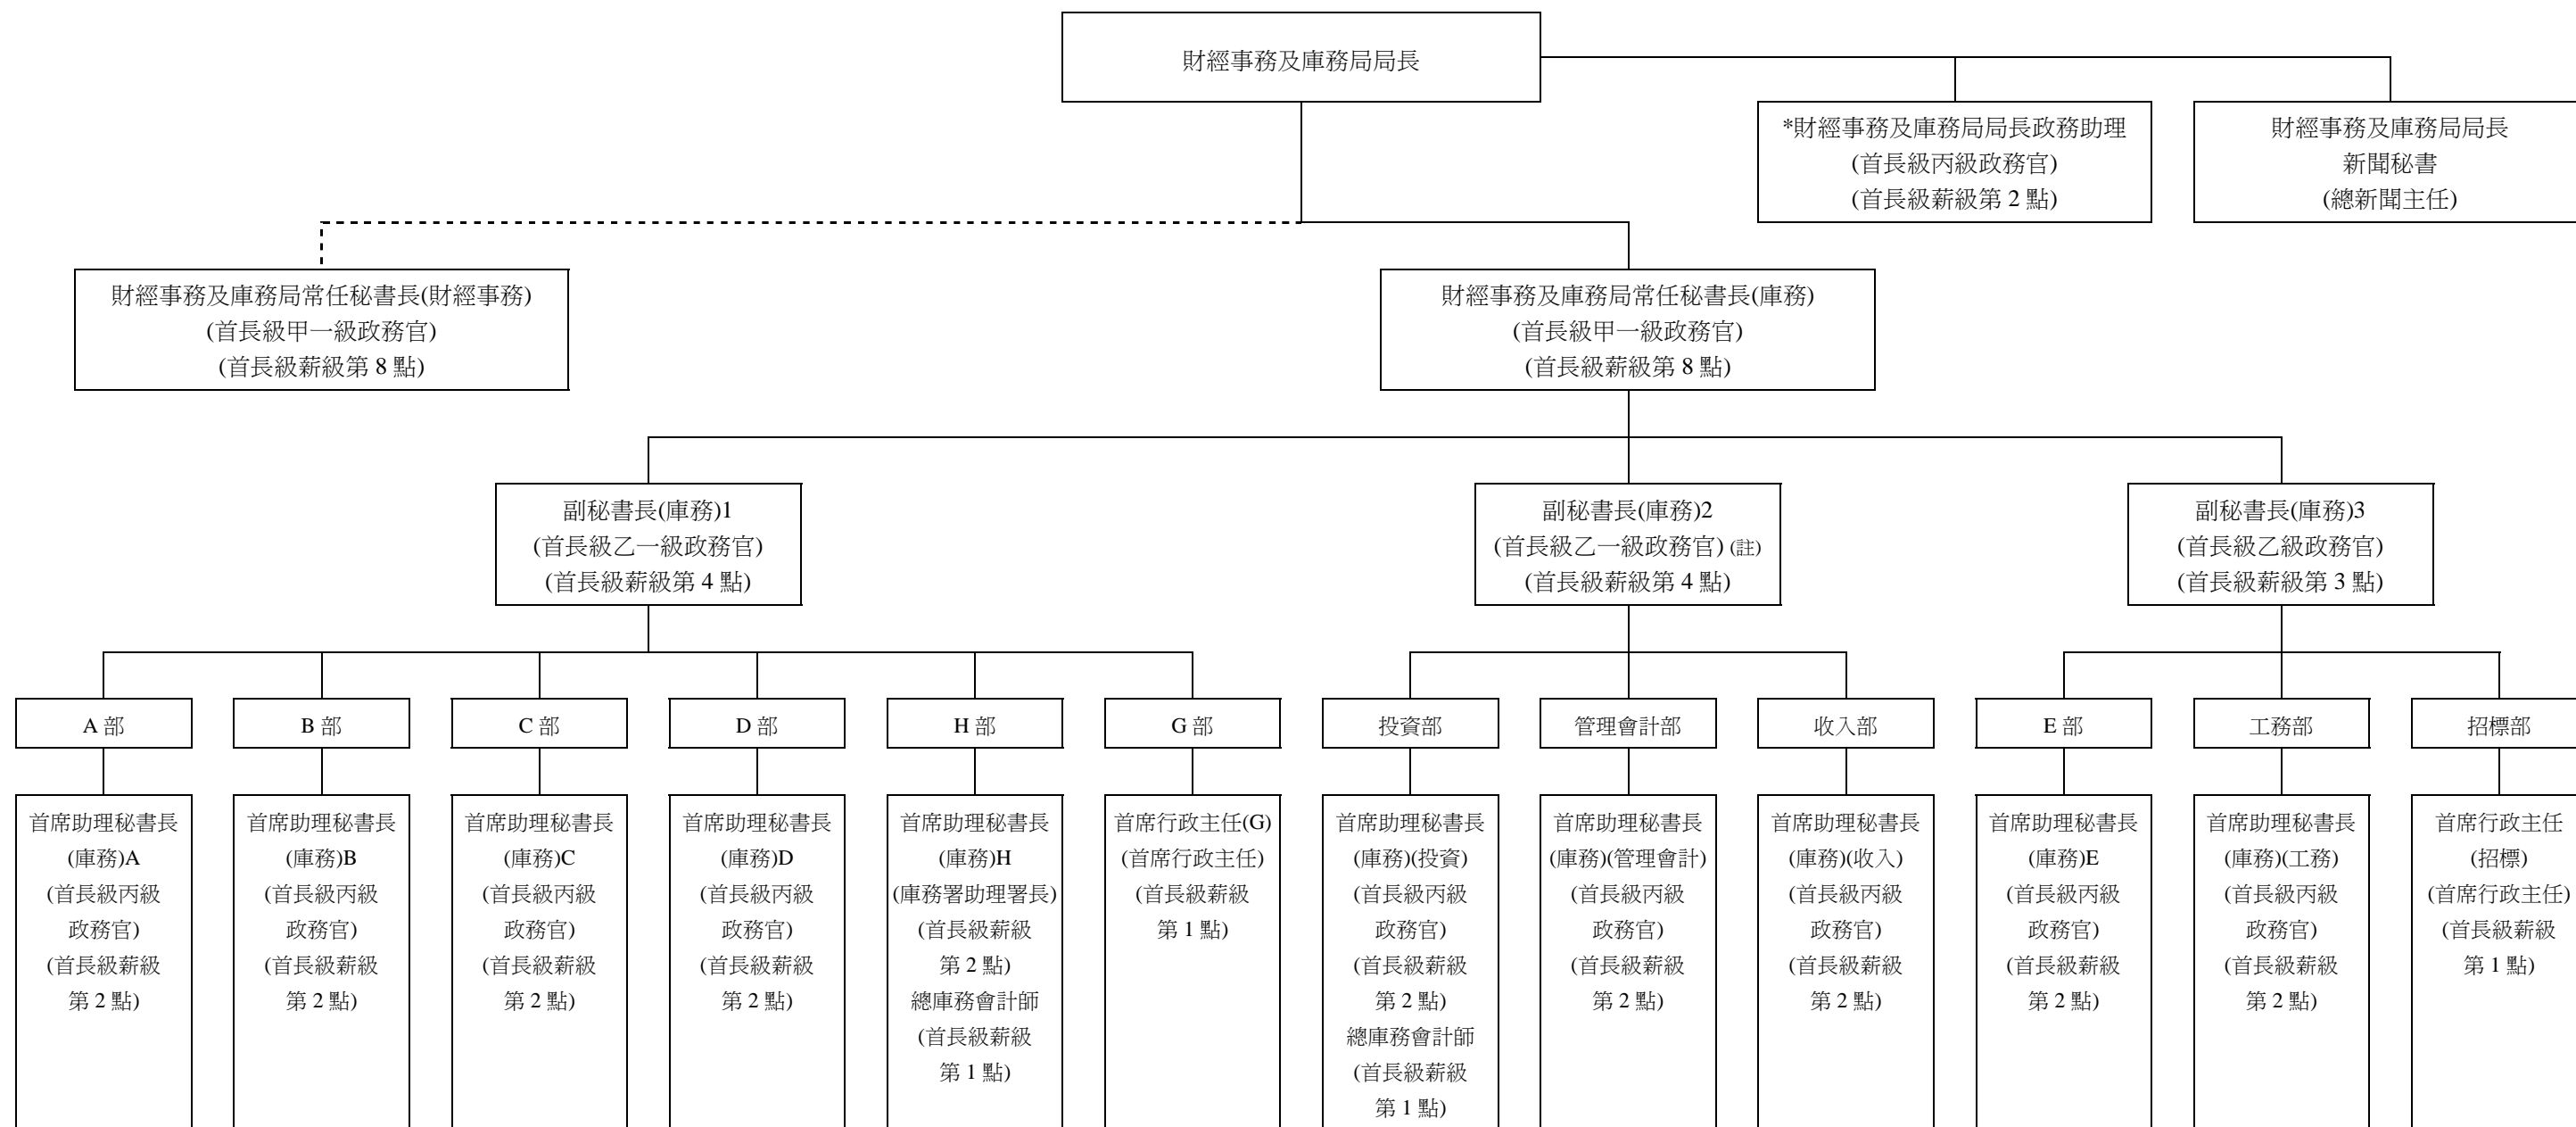 財經事務及庫務局局長
*財經事務及庫務局局長政務助理
(首長級丙級政務官)
(首長級薪級第 2 點)
財經事務及庫務局局長
新聞秘書
(總新聞主任)
財經事務及庫務局常任秘書長(財經事務)
(首長級甲一級政務官)
(首長級薪級第 8 點)
財經事務及庫務局常任秘書長(庫務)
(首長級甲一級政務官)
(首長級薪級第 8 點)
副秘書長(庫務)1
(首長級乙一級政務官)
(首長級薪級第 4 點)
副秘書長(庫務)2
(首長級乙一級政務官) (註)
(首長級薪級第 4 點)
副秘書長(庫務)3
(首長級乙級政務官)
(首長級薪級第 3 點)
A 部
B 部
C 部
D 部
H 部
G 部
投資部
管理會計部
收入部
E 部
工務部
招標部
首席助理秘書長
(庫務)A
(首長級丙級
政務官)
(首長級薪級
第 2 點)
首席助理秘書長
(庫務)B
(首長級丙級
政務官)
(首長級薪級
第 2 點)
首席助理秘書長
(庫務)C
(首長級丙級
政務官)
(首長級薪級
第 2 點)
首席助理秘書長
(庫務)D
(首長級丙級
政務官)
(首長級薪級
第 2 點)
首席助理秘書長
(庫務)H
(庫務署助理署長)
(首長級薪級
第 2 點)
總庫務會計師
(首長級薪級
第 1 點)
首席行政主任(G)
(首席行政主任)
(首長級薪級
第 1 點)
首席助理秘書長
(庫務)(投資)
(首長級丙級
政務官)
(首長級薪級
第 2 點)
總庫務會計師
(首長級薪級
第 1 點)
首席助理秘書長
(庫務)(管理會計)
(首長級丙級
政務官)
(首長級薪級
第 2 點)
首席助理秘書長
(庫務)(收入)
(首長級丙級
政務官)
(首長級薪級
第 2 點)
首席助理秘書長
(庫務)E
(首長級丙級
政務官)
(首長級薪級
第 2 點)
首席助理秘書長
(庫務)(工務)
(首長級丙級
政務官)
(首長級薪級
第 2 點)
首席行政主任
(招標)
(首席行政主任)
(首長級薪級
第 1 點)